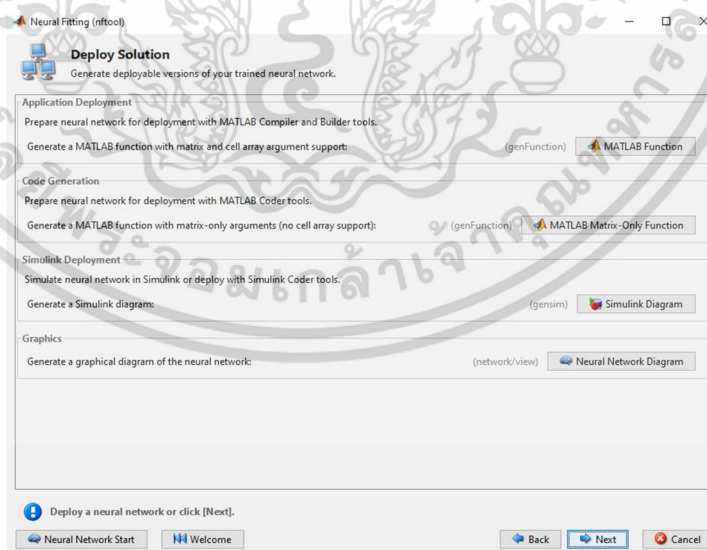 Neural Fitting (nftool)
Deploy Solution
Generate deployable versions of your trained neural network.
Application Deployment
Prepare neural network for deployment with MATLAB Compiler and Builder tools.
Generate a MATLAB function with matrix and cell array argument support: (genFunction) MATLAB Function
Code Generation
Prepare neural network for deployment with MATLAB Coder tools.
Generate a MATLAB function with matrix-only arguments (no cell array support): (genFunction) MATLAB Matrix-Only Function
Simulink Deployment
Simulate neural network in Simulink or deploy with Simulink Coder tools.
Generate a Simulink diagram: (gensim) Simulink Diagram
Graphics
Generate a graphical diagram of the neural network: (network/view) Neural Network Diagram
Deploy a neural network or click [Next].
Neural Network Start Welcome Back Next Cancel